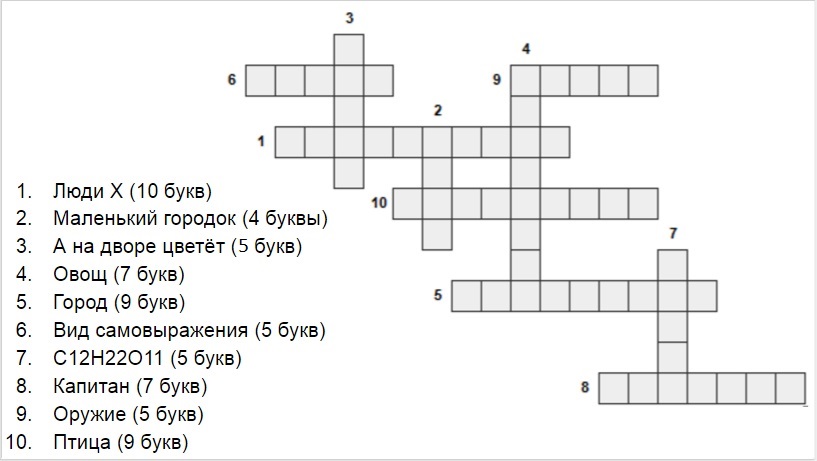 3
4
6
9
2
1
10
7
5
8
1. Люди Х (10 букв)
2. Маленький городок (4 буквы)
3. А на дворе цветёт (5 букв)
4. Овощ (7 букв)
5. Город (9 букв)
6. Вид самовыражения (5 букв)
7. C12H22O11 (5 букв)
8. Капитан (7 букв)
9. Оружие (5 букв)
10. Птица (9 букв)